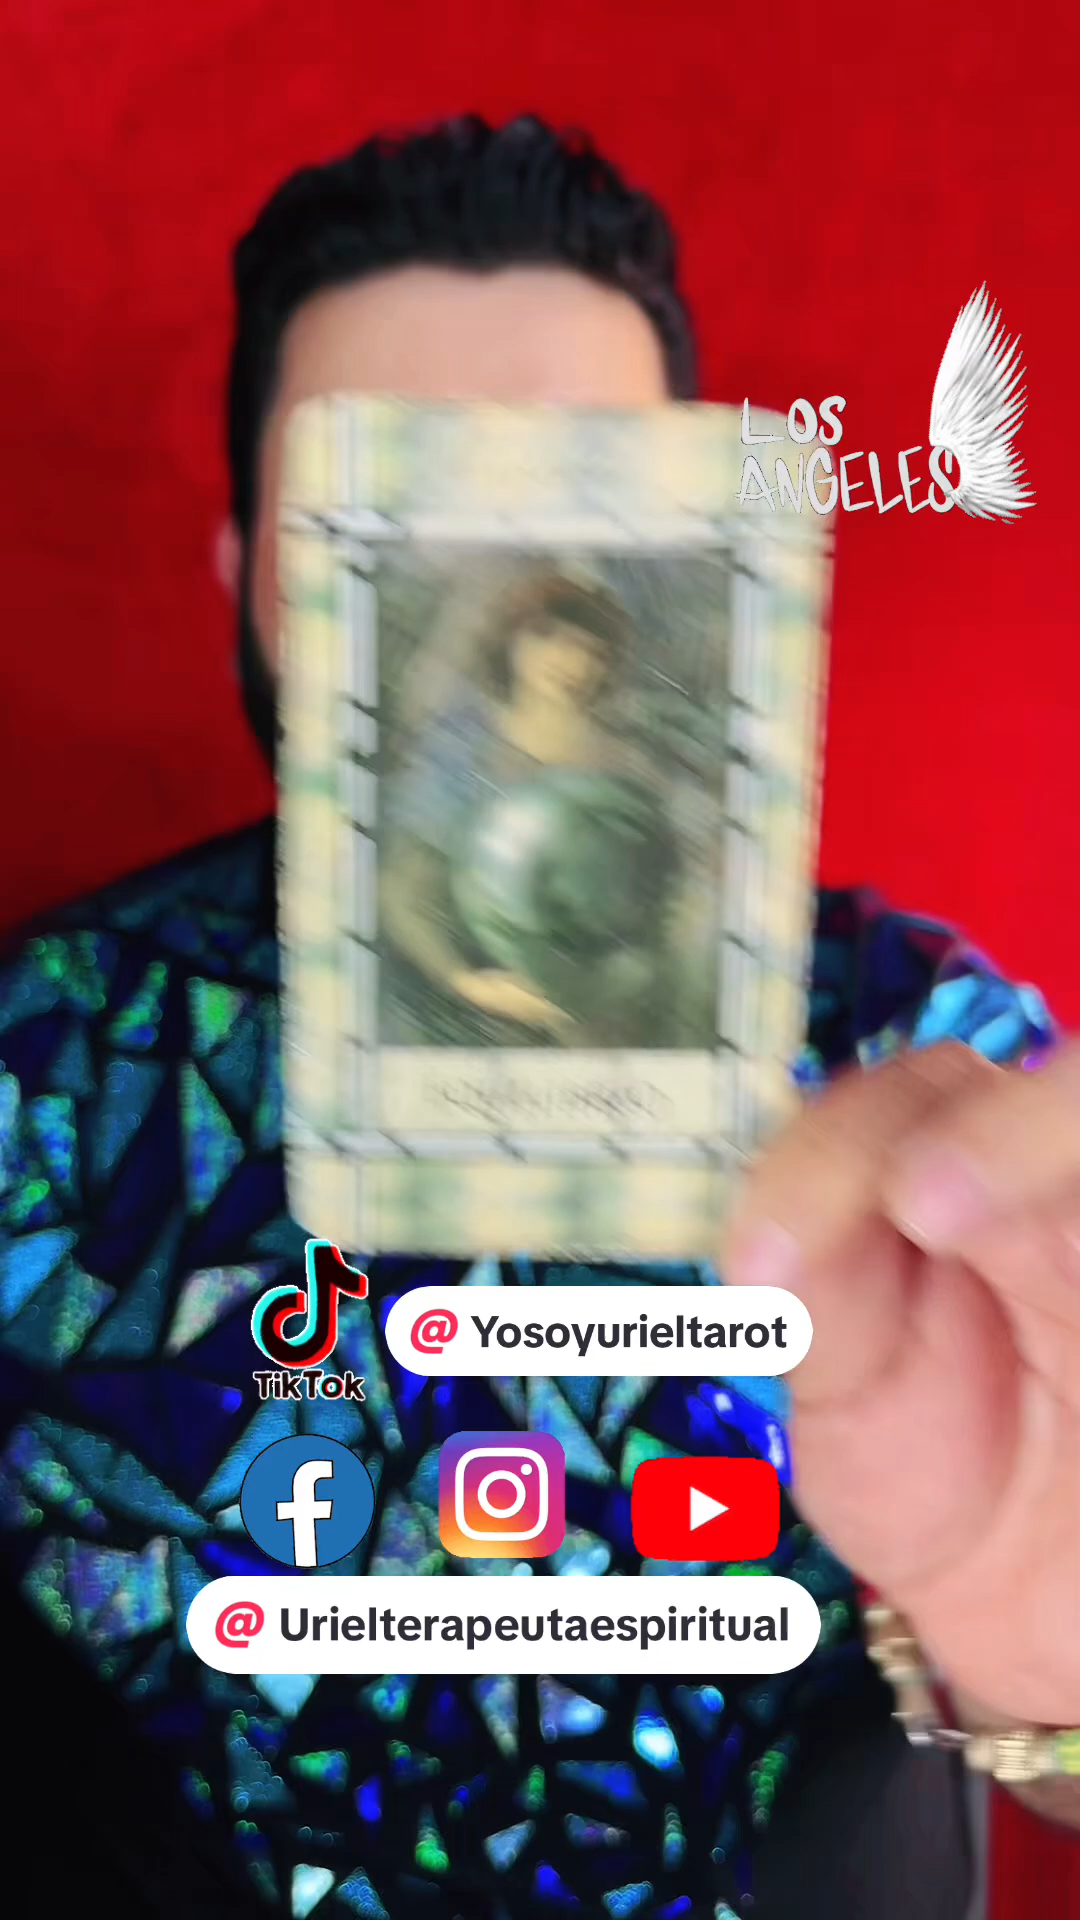 LOS
ANGELES
TikTok
@ Yosoyurieltarot
@ Urielterapeutaespiritual